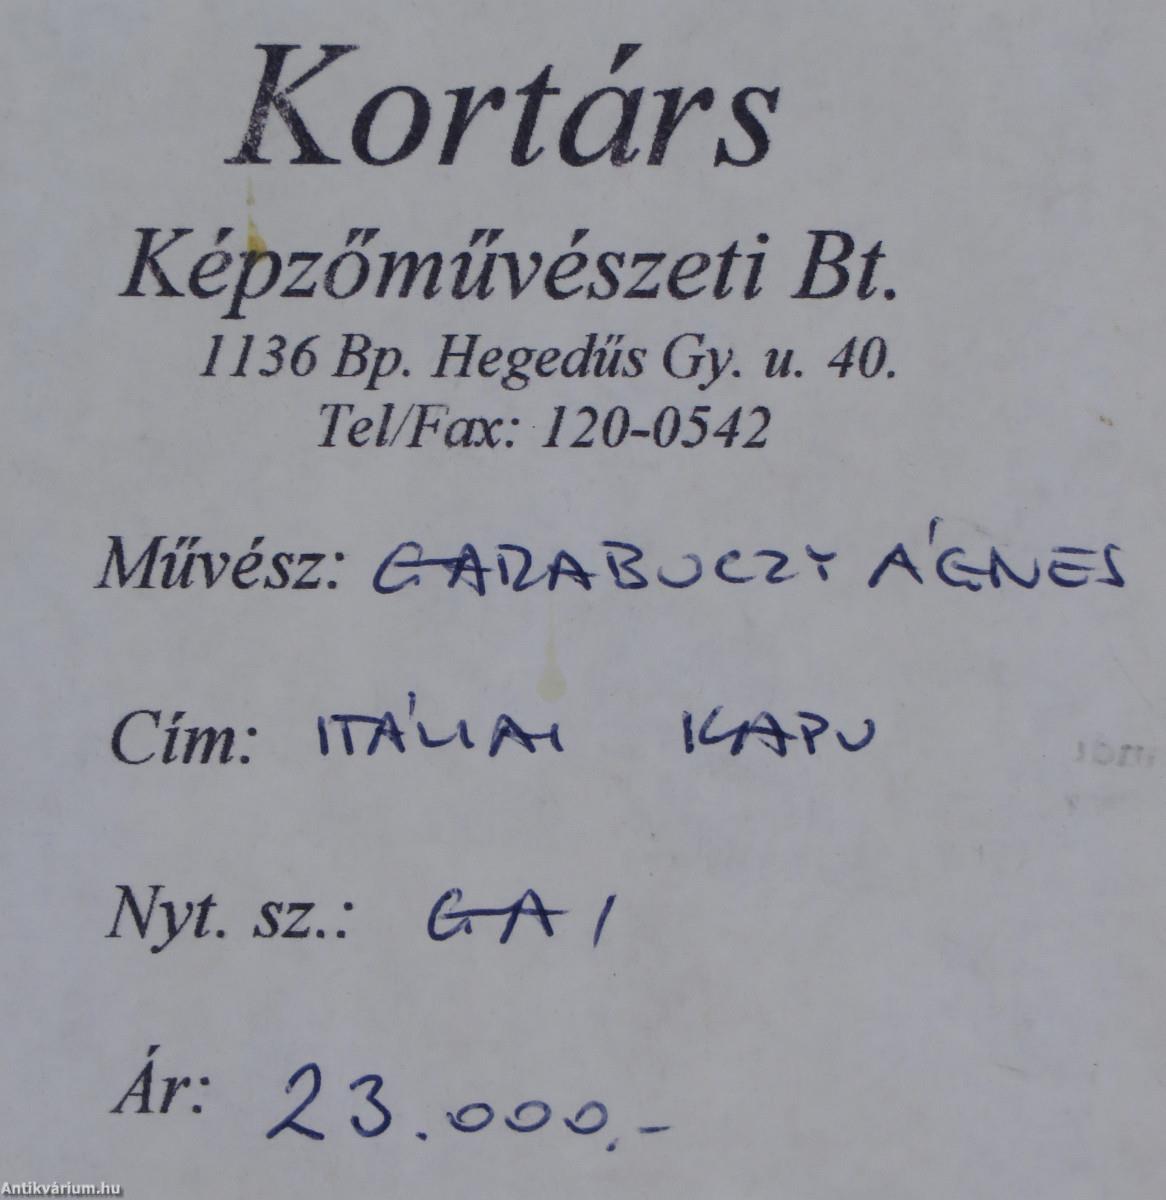 Kortárs
Képzőművészeti Bt.
1136 Bp. Hegedűs Gy. u. 40.
Tel/Fax: 120-0542
Művész: GARABUCZY ÁGNES
Cím: ITÁLIAI KAPU
Nyt. sz.: GA 1
Ár: 23.000.-
Antikvárium.hu